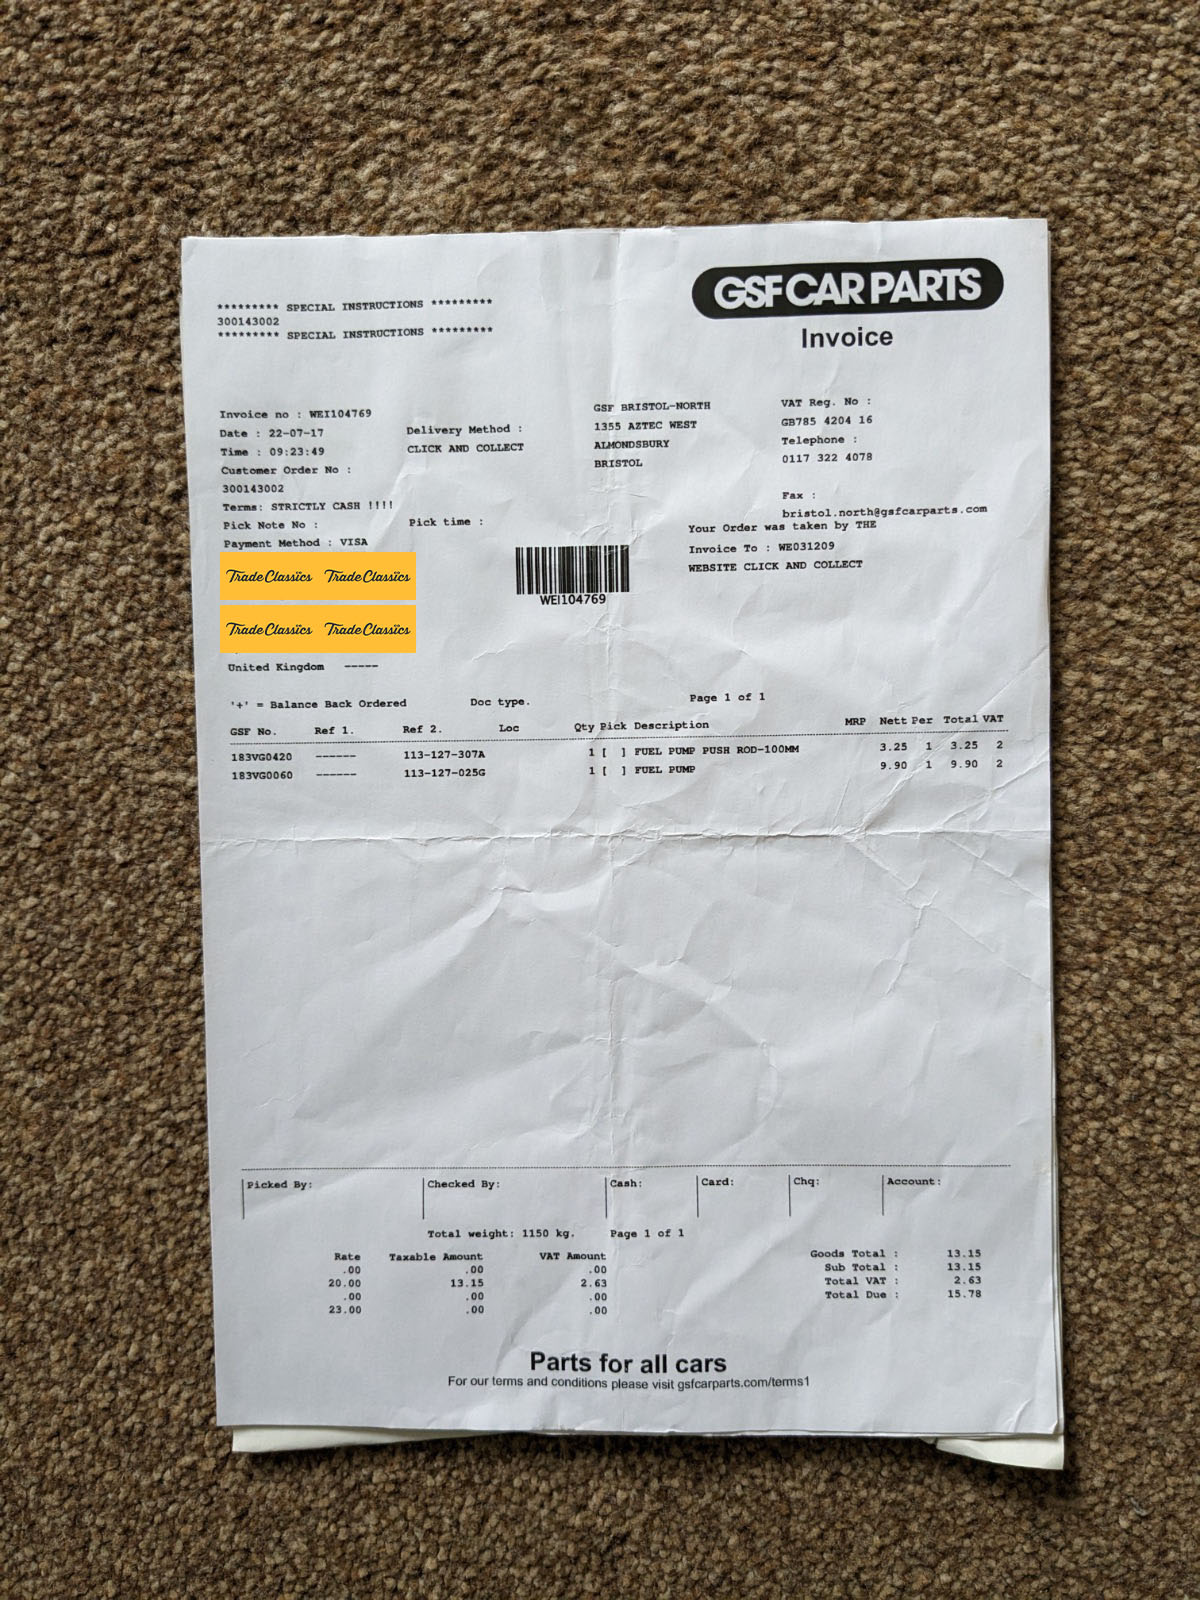 GSF CAR PARTS
Invoice
********* SPECIAL INSTRUCTIONS *********
300143002
********* SPECIAL INSTRUCTIONS *********
Invoice no : WEI104769
Date : 22-07-17
Time : 09:23:49
Customer Order No :
300143002
Terms: STRICTLY CASH !!!!
Pick Note No :
Payment Method : VISA
Delivery Method :
CLICK AND COLLECT
Pick time :
GSF BRISTOL-NORTH
1355 AZTEC WEST
ALMONDSBURY
BRISTOL
VAT Reg. No :
GB785 4204 16
Telephone :
0117 322 4078
Fax :
bristol.north@gsfcarparts.com
Your Order was taken by THE
Invoice To : WE031209
WEBSITE CLICK AND COLLECT
WEI104769
Trade Classics Trade Classics
Trade Classics Trade Classics
United Kingdom -----
'+' = Balance Back Ordered Doc type. Page 1 of 1
GSF No. Ref 1. Ref 2. Loc Qty Pick Description MRP Nett Per Total VAT
183VG0420 ------ 113-127-307A 1 [ ] FUEL PUMP PUSH ROD-100MM 3.25 1 3.25 2
183VG0060 ------ 113-127-025G 1 [ ] FUEL PUMP 9.90 1 9.90 2
Picked By: Checked By: Cash: Card: Chq: Account:
Total weight: 1150 kg. Page 1 of 1
Rate Taxable Amount VAT Amount
.00 .00 .00
20.00 13.15 2.63
.00 .00 .00
23.00 .00 .00
Goods Total : 13.15
Sub Total : 13.15
Total VAT : 2.63
Total Due : 15.78
Parts for all cars
For our terms and conditions please visit gsfcarparts.com/terms1